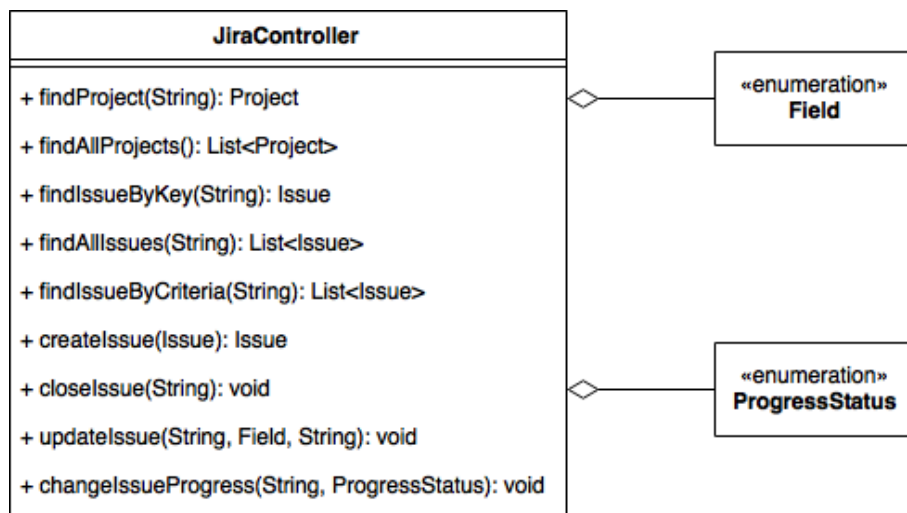 JiraController
+ findProject(String): Project
+ findAllProjects(): List<Project>
+ findIssueByKey(String): Issue
+ findAllIssues(String): List<Issue>
+ findIssueByCriteria(String): List<Issue>
+ createIssue(Issue): Issue
+ closeIssue(String): void
+ updateIssue(String, Field, String): void
+ changeIssueProgress(String, ProgressStatus): void
«enumeration»
Field
«enumeration»
ProgressStatus